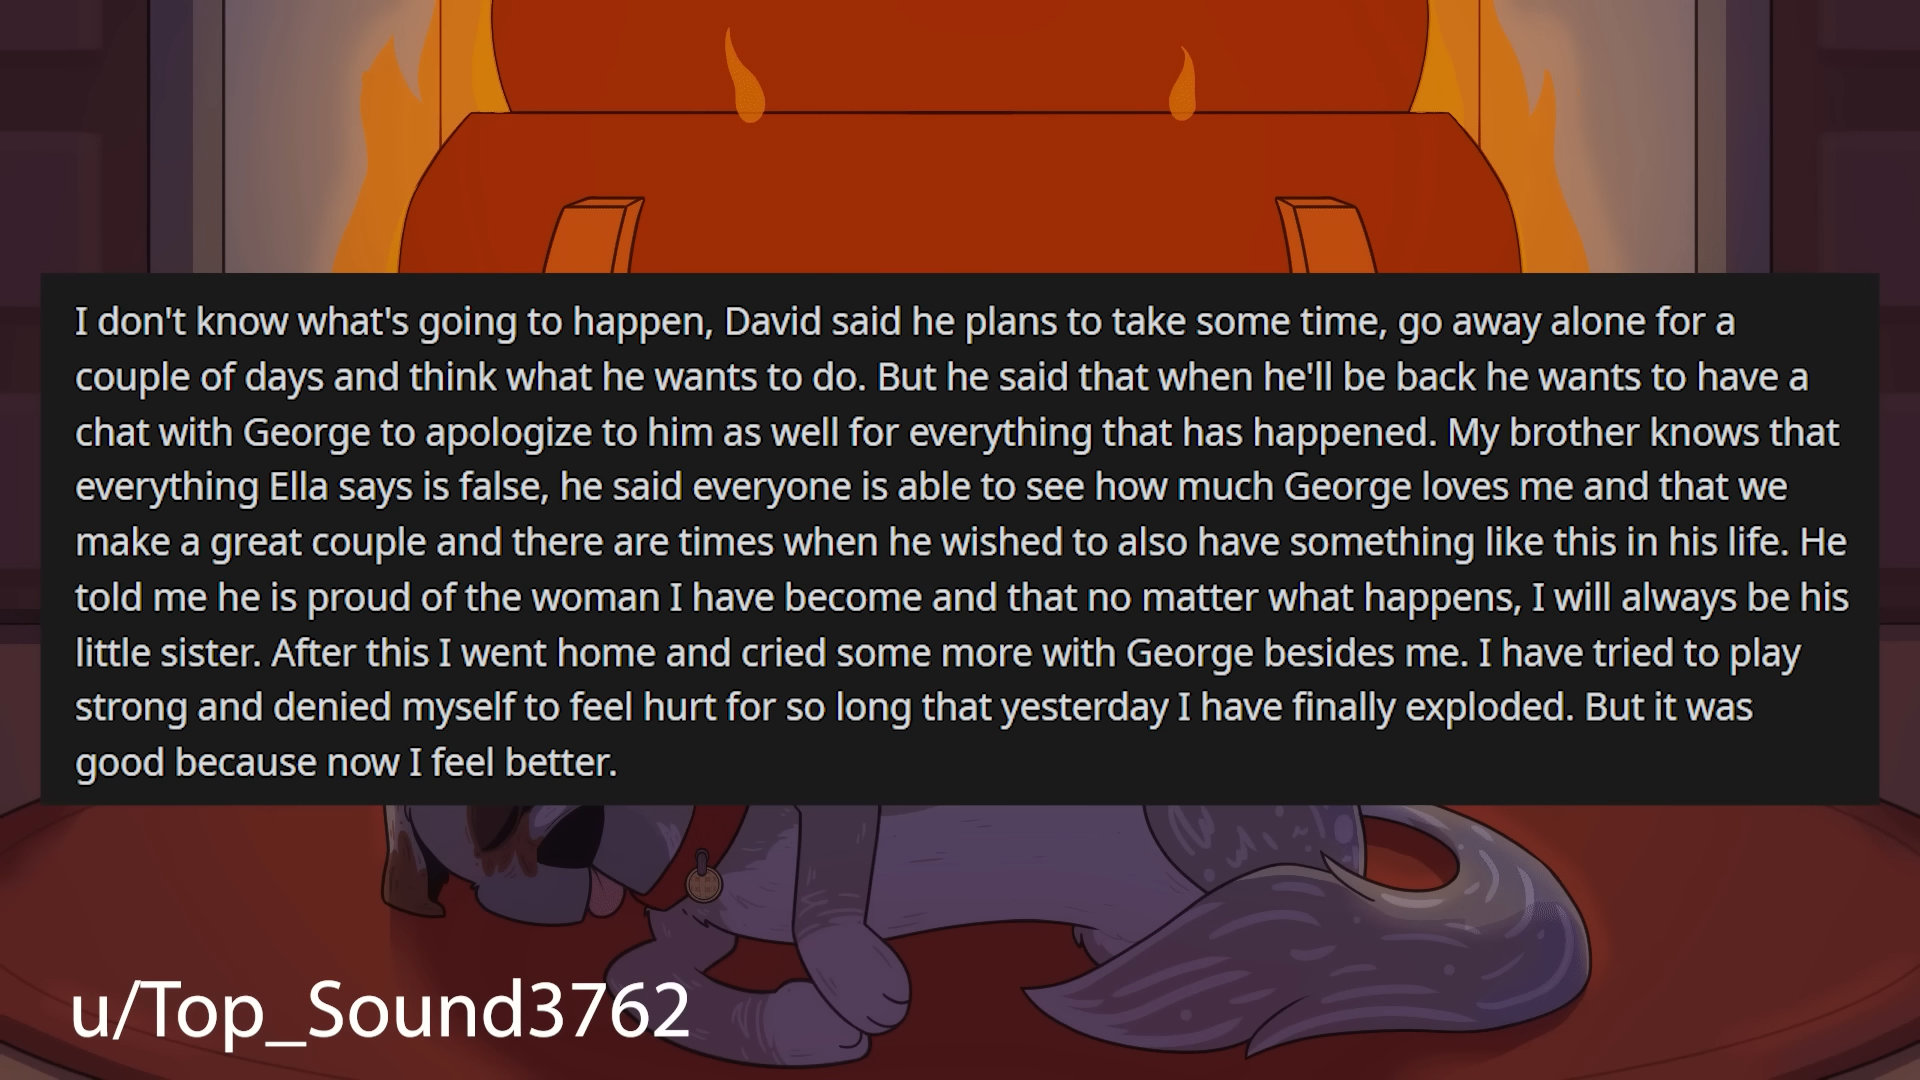 I don't know what's going to happen, David said he plans to take some time, go away alone for a
couple of days and think what he wants to do. But he said that when he'll be back he wants to have a
chat with George to apologize to him as well for everything that has happened. My brother knows that
everything Ella says is false, he said everyone is able to see how much George loves me and that we
make a great couple and there are times when he wished to also have something like this in his life. He
told me he is proud of the woman I have become and that no matter what happens, I will always be his
little sister. After this I went home and cried some more with George besides me. I have tried to play
strong and denied myself to feel hurt for so long that yesterday I have finally exploded. But it was
good because now I feel better.
u/Top_Sound3762